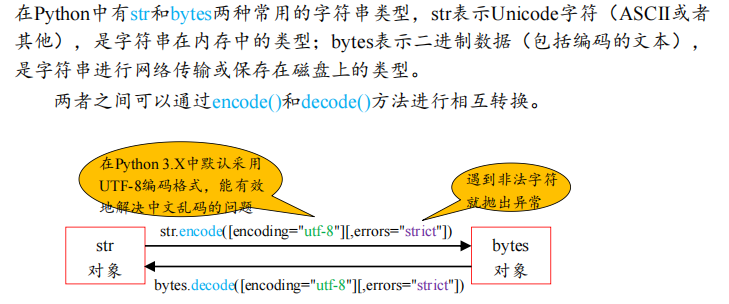 在Python中有str和bytes两种常用的字符串类型，str表示Unicode字符（ASCII或者
其他），是字符串在内存中的类型；bytes表示二进制数据（包括编码的文本），
是字符串进行网络传输或保存在磁盘上的类型。
两者之间可以通过encode()和decode()方法进行相互转换。
在Python 3.X中默认采用
UTF-8编码格式，能有效
地解决中文乱码的问题
遇到非法字符
就抛出异常
str.encode([encoding="utf-8"][,errors="strict"])
str
对象
bytes
对象
bytes.decode([encoding="utf-8"][,errors="strict"])